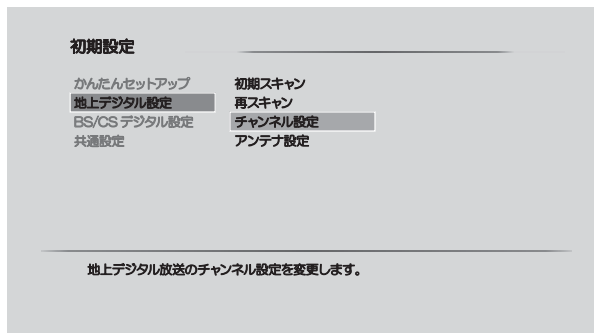 初期設定
かんたんセットアップ
地上デジタル設定
BS/CS デジタル設定
共通設定
初期スキャン
再スキャン
チャンネル設定
アンテナ設定
地上デジタル放送のチャンネル設定を変更します。